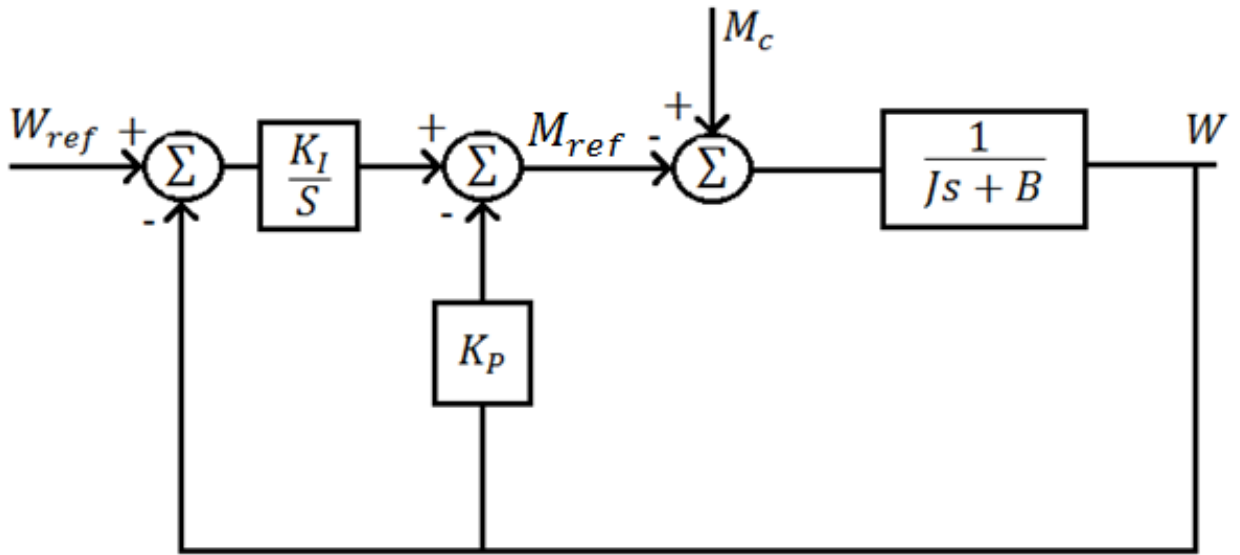 M_c
W_ref
+
Σ
-
K_I
S
+
Σ
-
M_ref
+
-
Σ
1
Js + B
W
K_P